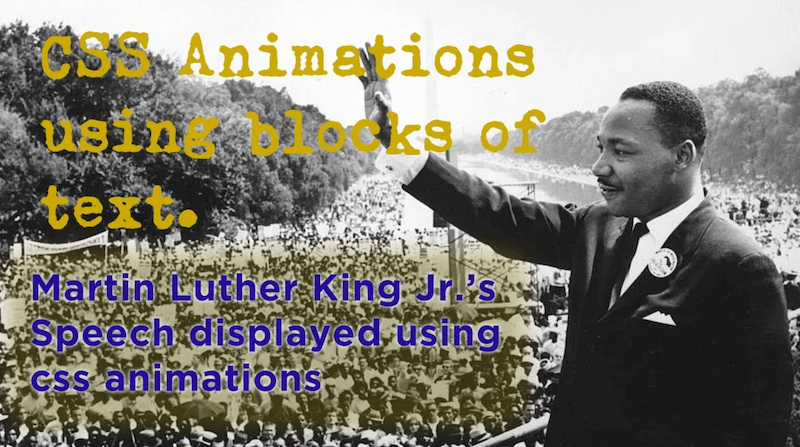 CSS Animations
using blocks of
text.
Martin Luther King Jr.'s
Speech displayed using
css animations